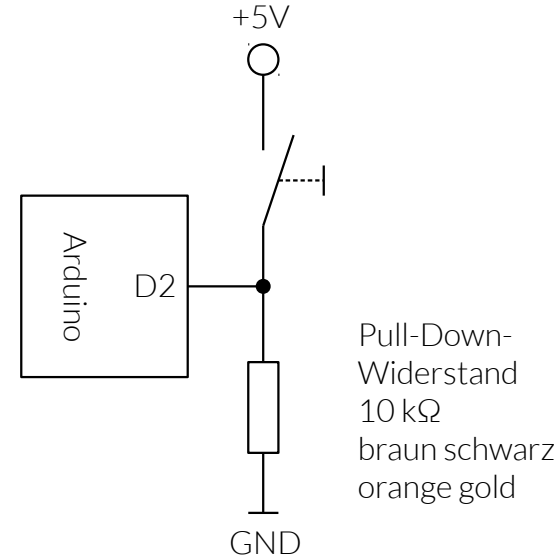 +5V
Arduino
D2
Pull-Down-
Widerstand
10 kΩ
braun schwarz
orange gold
GND